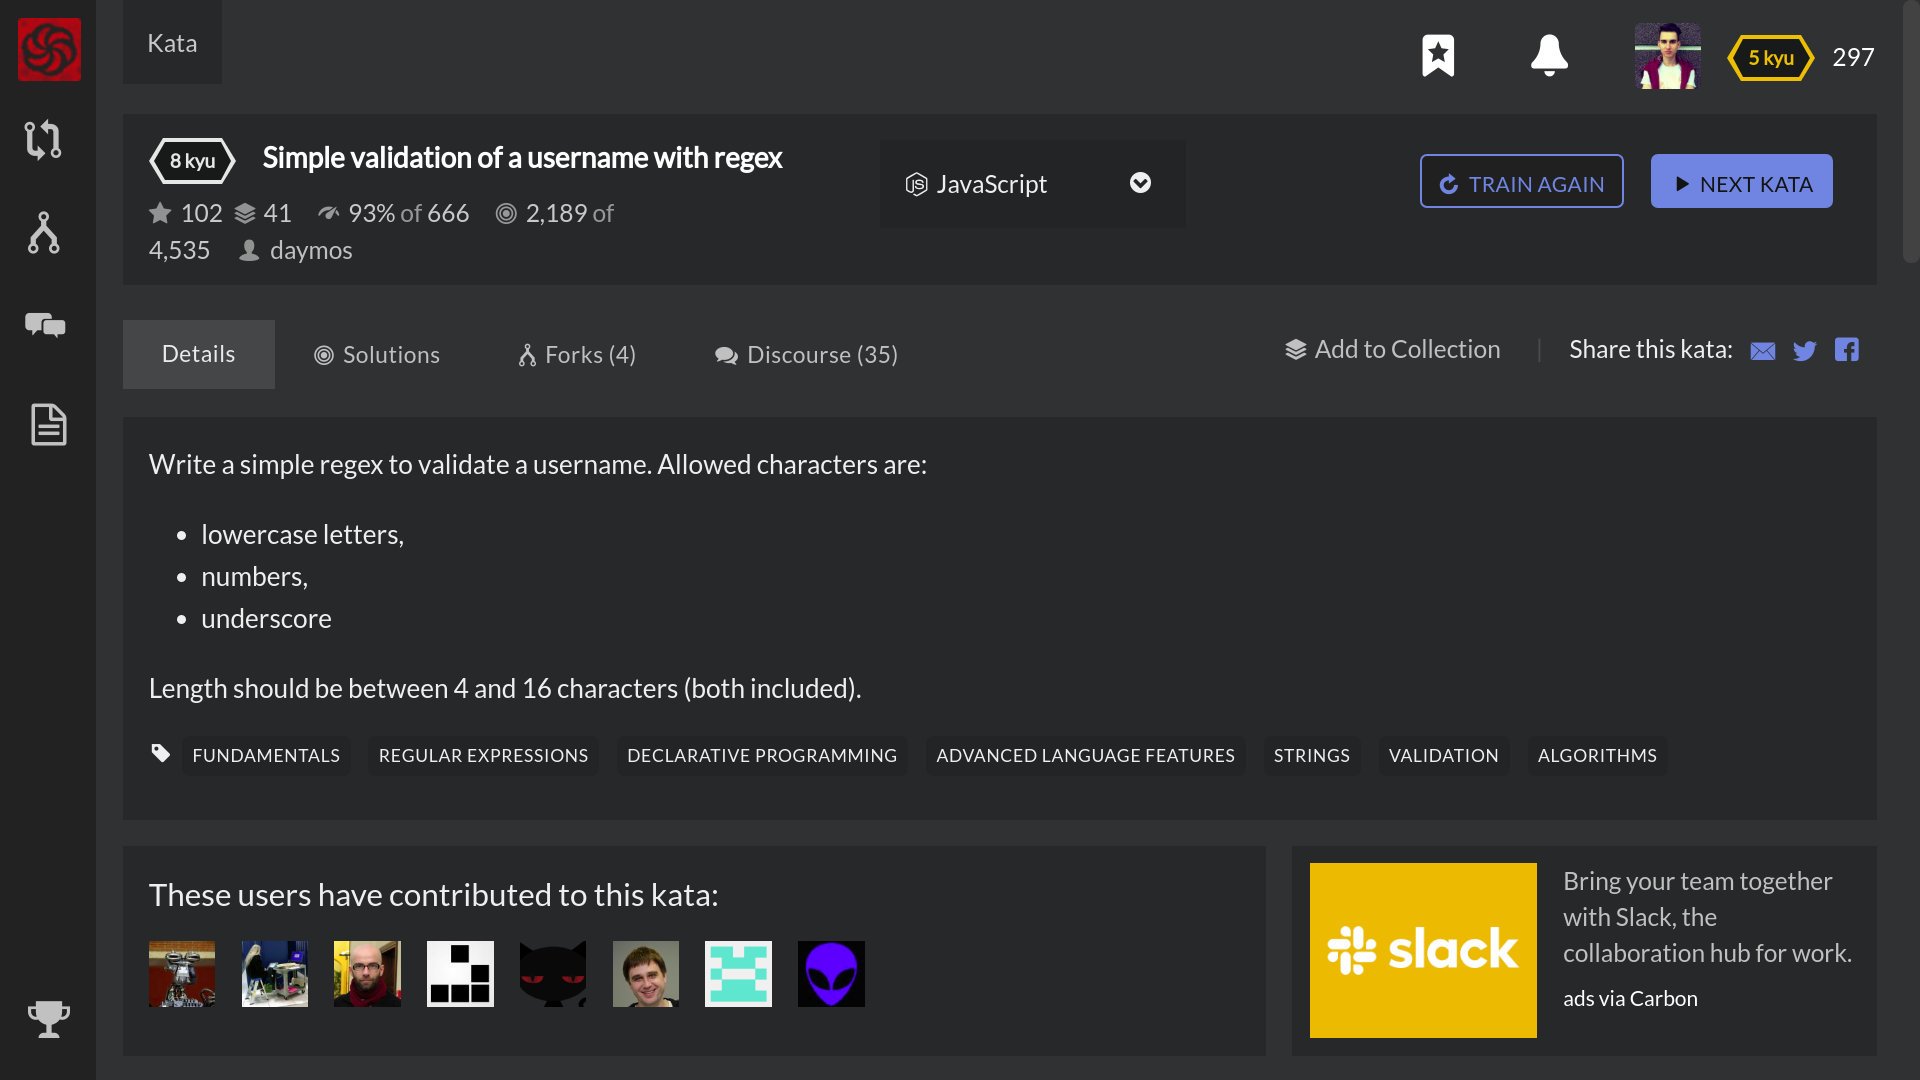 Kata
5 kyu
297
8 kyu
Simple validation of a username with regex
102 41 93% of 666 2,189 of
4,535 daymos
JS JavaScript
TRAIN AGAIN
NEXT KATA
Details
Solutions
Forks (4)
Discourse (35)
Add to Collection
Share this kata:
Write a simple regex to validate a username. Allowed characters are:
• lowercase letters,
• numbers,
• underscore
Length should be between 4 and 16 characters (both included).
FUNDAMENTALS REGULAR EXPRESSIONS DECLARATIVE PROGRAMMING ADVANCED LANGUAGE FEATURES STRINGS VALIDATION ALGORITHMS
These users have contributed to this kata:
slack
Bring your team together
with Slack, the
collaboration hub for work.
ads via Carbon